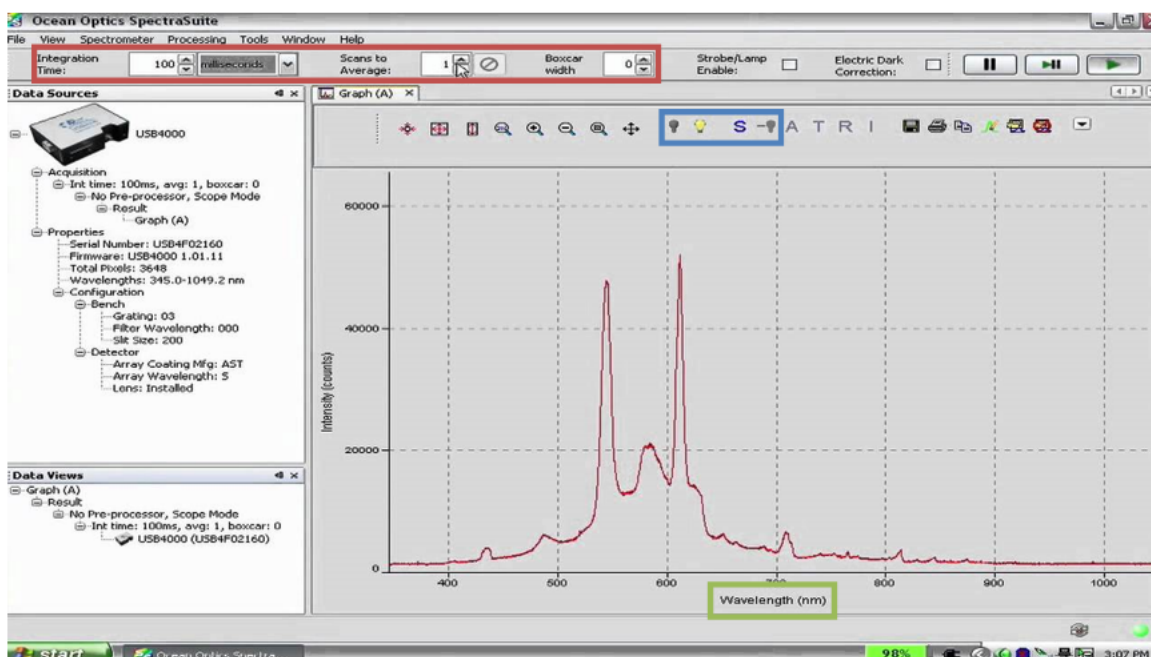 Ocean Optics SpectraSuite
File View Spectrometer Processing Tools Window Help
Integration Time: 100 milliseconds Scans to Average: 1 Boxcar width 0 Strobe/Lamp Enable: Electric Dark Correction:
Data Sources
Graph (A)
USB4000
S A T R I
Acquisition
Int time: 100ms, avg: 1, boxcar: 0
No Pre-processor, Scope Mode
Result
Graph (A)
Properties
Serial Number: USB4F02160
Firmware: USB4000 1.01.11
Total Pixels: 3648
Wavelengths: 345.0-1049.2 nm
Configuration
Bench
Grating: 03
Filter Wavelength: 000
Slit Size: 200
Detector
Array Coating Mfg: AST
Array Wavelength: S
Lens: Installed
Data Views
Graph (A)
Result
No Pre-processor, Scope Mode
Int time: 100ms, avg: 1, boxcar: 0
USB4000 (USB4F02160)
Intensity (counts)
60000
40000
20000
0
400 500 600 700 800 900 1000
Wavelength (nm)
start Ocean Optics Spectra... 98% 3:07 PM